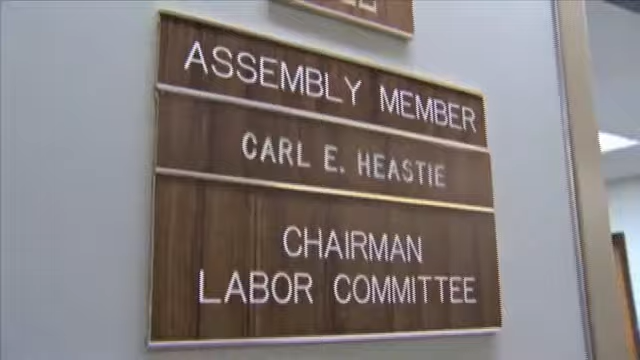 ASSEMBLY MEMBER
CARL E. HEASTIE
CHAIRMAN
LABOR COMMITTEE